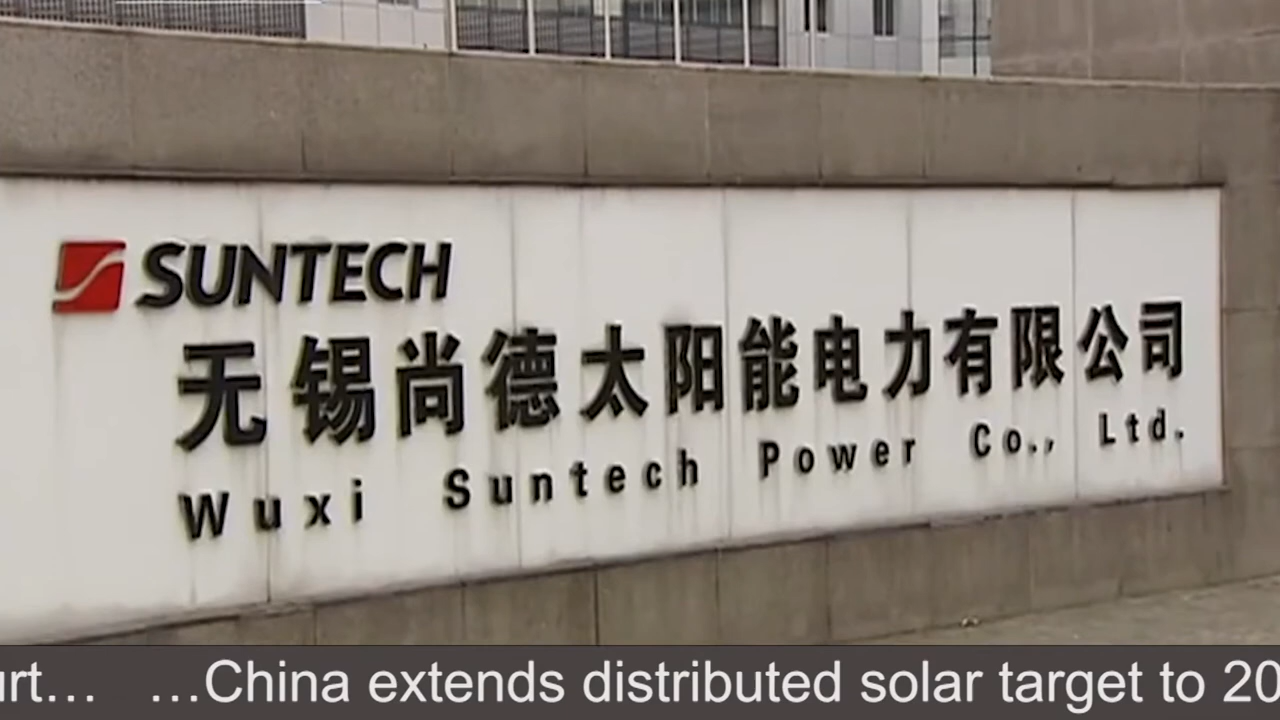 SUNTECH
无锡尚德太阳能电力有限公司
Wuxi Suntech Power Co., Ltd.
…China extends distributed solar target to